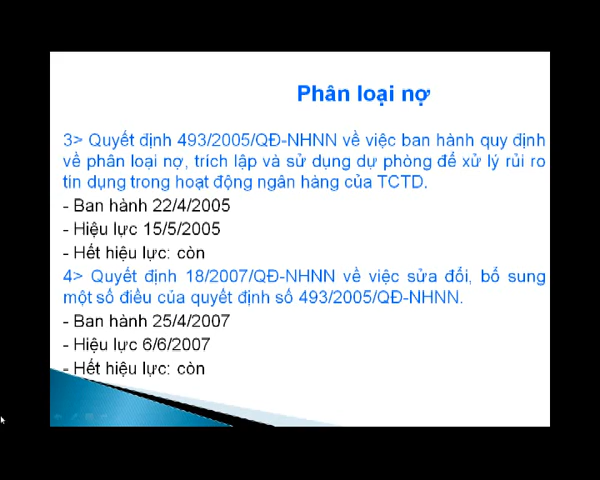 Phân loại nợ
3> Quyết định 493/2005/QĐ-NHNN về việc ban hành quy định
về phân loại nợ, trích lập và sử dụng dự phòng để xử lý rủi ro
tin dụng trong hoạt động ngân hàng của TCTD.
- Ban hành 22/4/2005
- Hiệu lực 15/5/2005
- Hết hiệu lực: còn
4> Quyết định 18/2007/QĐ-NHNN về việc sửa đổi, bổ sung
một số điều của quyết định số 493/2005/QĐ-NHNN.
- Ban hành 25/4/2007
- Hiệu lực 6/6/2007
- Hết hiệu lực: còn